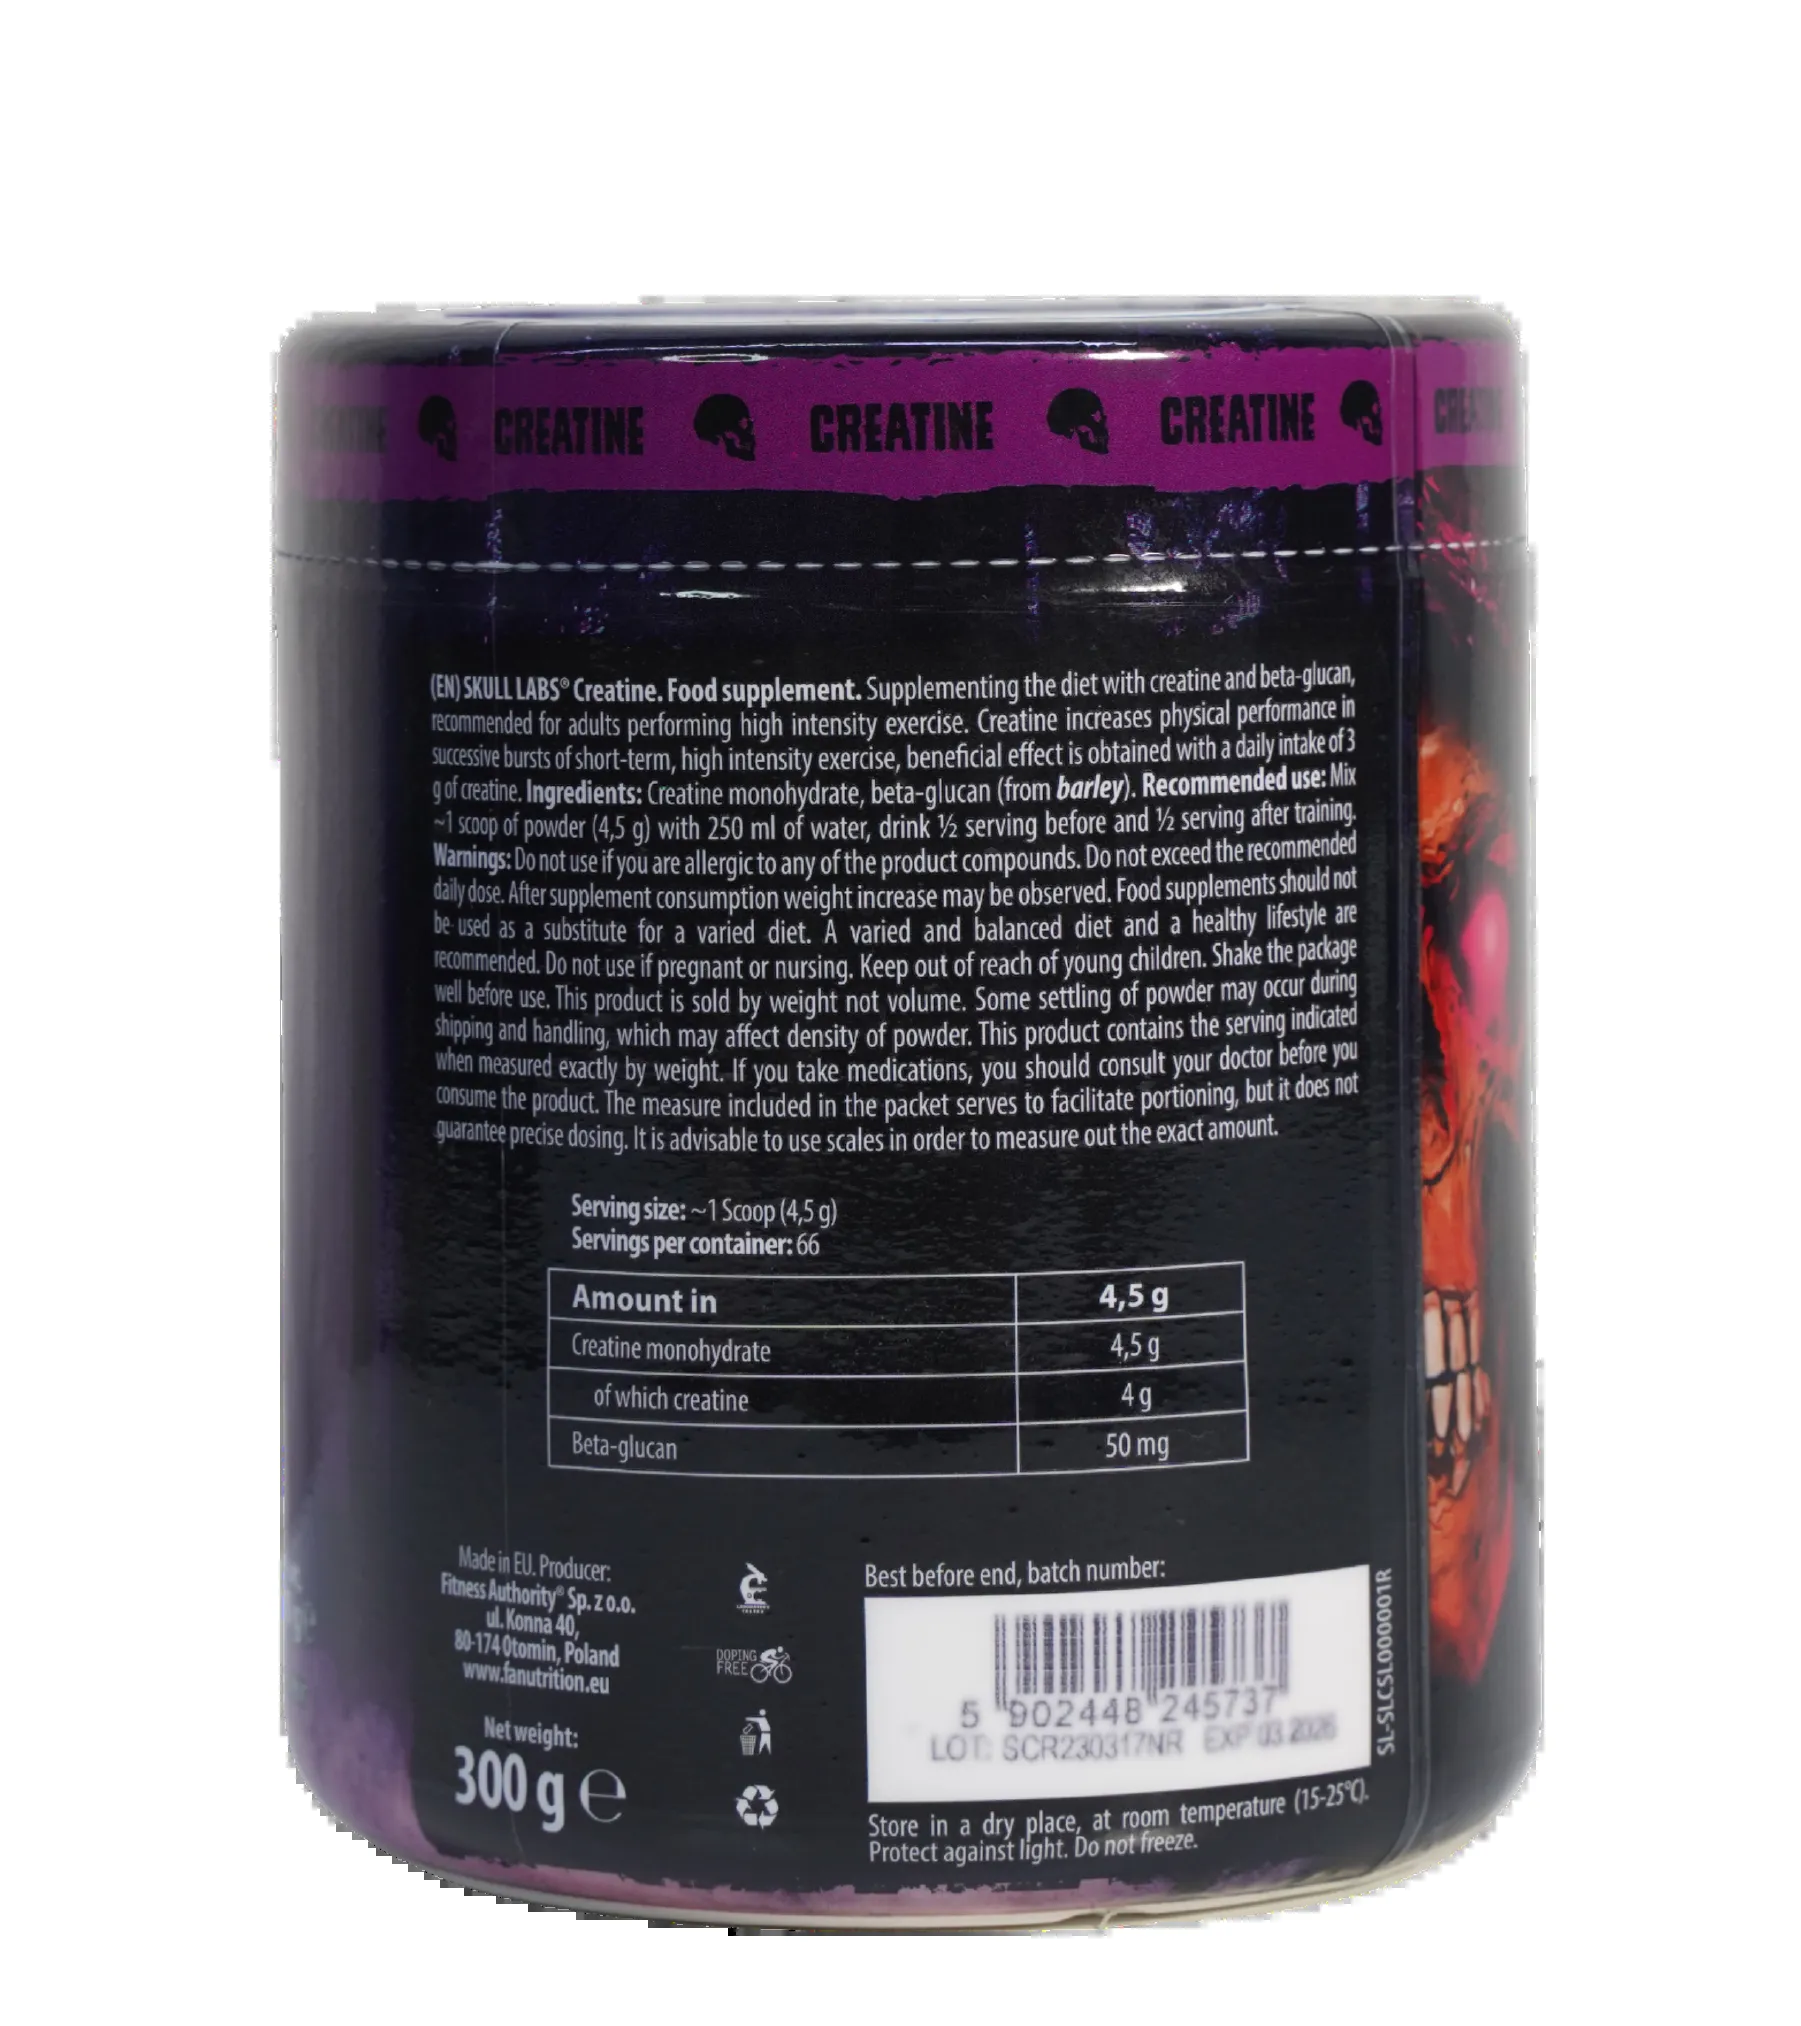 CREATINE CREATINE CREATINE
(EN) SKULL LABS® Creatine. Food supplement. Supplementing the diet with creatine and beta-glucan,
recommended for adults performing high intensity exercise. Creatine increases physical performance in
successive bursts of short-term, high intensity exercise, beneficial effect is obtained with a daily intake of 3
g of creatine. Ingredients: Creatine monohydrate, beta-glucan (from barley). Recommended use: Mix
~1 scoop of powder (4,5 g) with 250 ml of water, drink ½ serving before and ½ serving after training.
Warnings: Do not use if you are allergic to any of the product compounds. Do not exceed the recommended
daily dose. After supplement consumption weight increase may be observed. Food supplements should not
be used as a substitute for a varied diet. A varied and balanced diet and a healthy lifestyle are
recommended. Do not use if pregnant or nursing. Keep out of reach of young children. Shake the package
well before use. This product is sold by weight not volume. Some settling of powder may occur during
shipping and handling, which may affect density of powder. This product contains the serving indicated
when measured exactly by weight. If you take medications, you should consult your doctor before you
consume the product. The measure included in the packet serves to facilitate portioning, but it does not
guarantee precise dosing. It is advisable to use scales in order to measure out the exact amount.
Serving size: ~1 Scoop (4,5 g)
Servings per container: 66
Amount in 4,5 g
Creatine monohydrate 4,5 g
of which creatine 4 g
Beta-glucan 50 mg
Made in EU. Producer:
Fitness Authority® Sp. z o.o.
ul. Konna 40,
80-174 Otomin, Poland
www.fanutrition.eu
Net weight:
300 g ℮
DOPING
FREE
Best before end, batch number:
5 902448 245737
LOT: SCR230317NR EXP 03.2026
Store in a dry place, at room temperature (15-25°C).
Protect against light. Do not freeze.
SL-SLCSL000001R